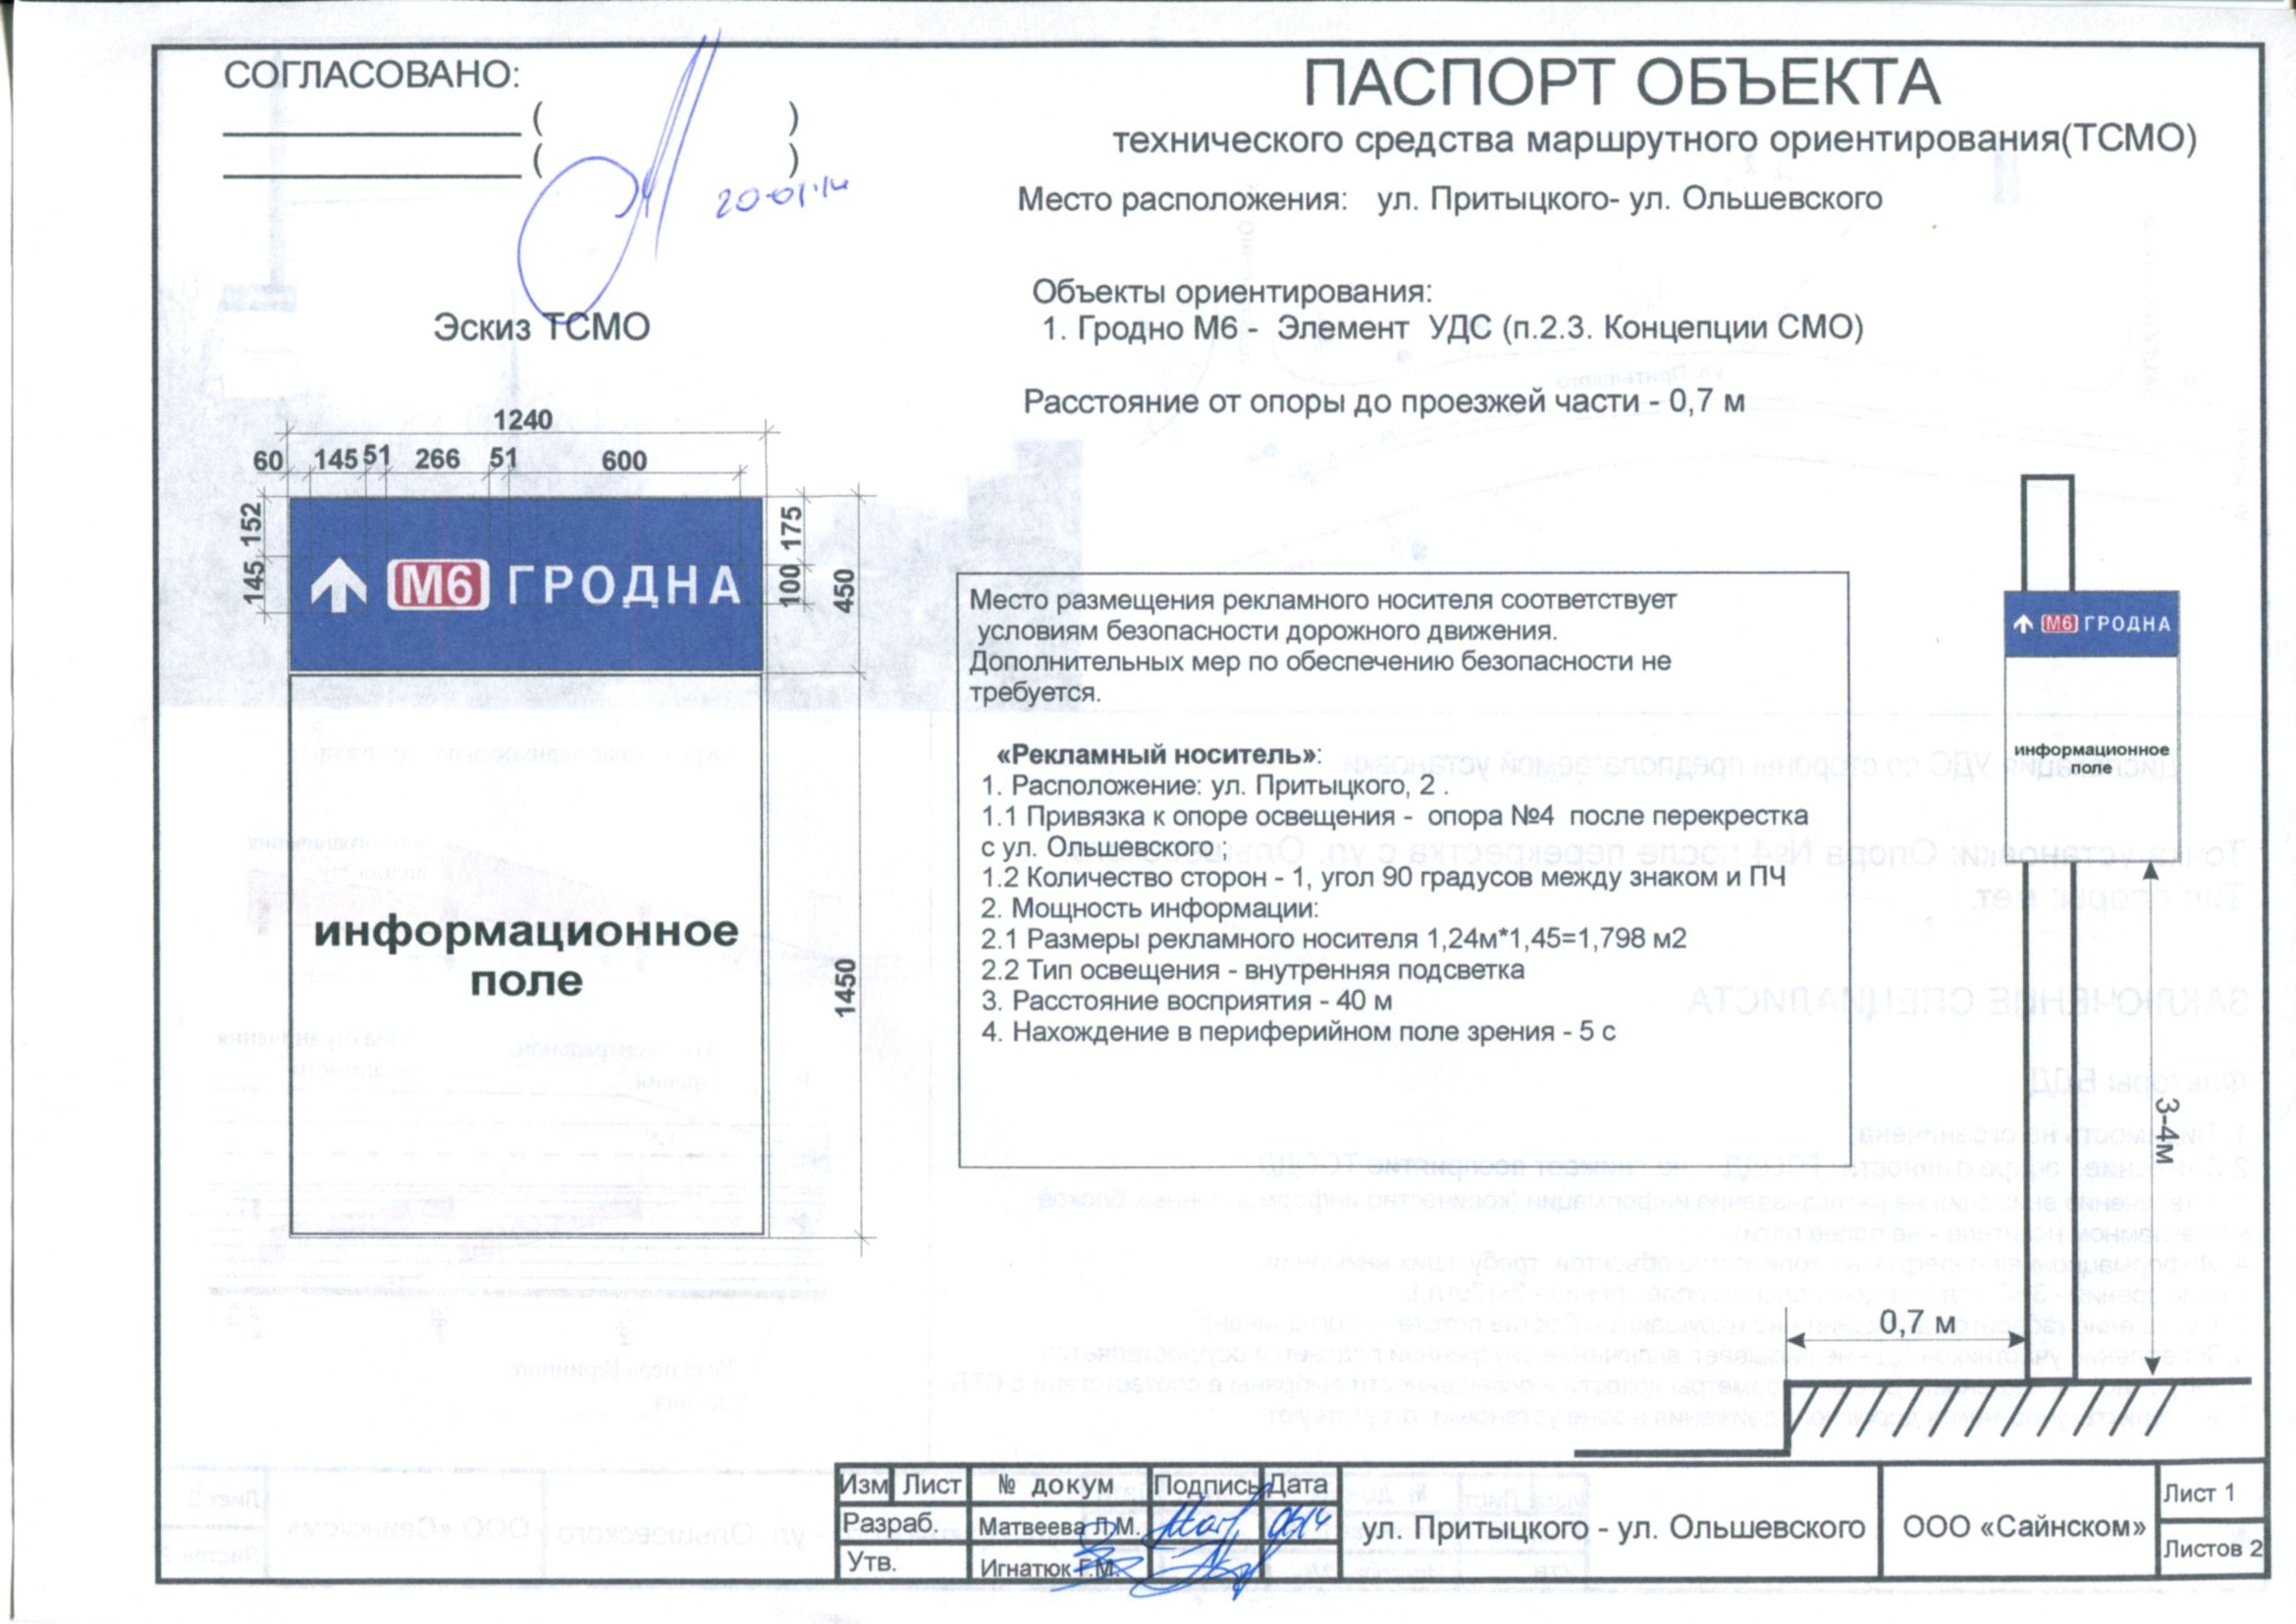 СОГЛАСОВАНО:
( )
( )
20.01.14
ПАСПОРТ ОБЪЕКТА
технического средства маршрутного ориентирования(ТСМО)
Место расположения: ул. Притыцкого- ул. Ольшевского
Объекты ориентирования:
1. Гродно М6 - Элемент УДС (п.2.3. Концепции СМО)
Расстояние от опоры до проезжей части - 0,7 м
Эскиз ТСМО
1240
60 145 51 266 51 600
152
145
175
100
450
М6 ГРОДНА
информационное
поле
1450
Место размещения рекламного носителя соответствует
условиям безопасности дорожного движения.
Дополнительных мер по обеспечению безопасности не
требуется.
«Рекламный носитель»:
1. Расположение: ул. Притыцкого, 2 .
1.1 Привязка к опоре освещения - опора №4 после перекрестка
с ул. Ольшевского,
1.2 Количество сторон - 1, угол 90 градусов между знаком и ПЧ
2. Мощность информации:
2.1 Размеры рекламного носителя 1,24м*1,45=1,798 м2
2.2 Тип освещения - внутренняя подсветка
3. Расстояние восприятия - 40 м
4. Нахождение в периферийном поле зрения - 5 с
М6 ГРОДНА
информационное
поле
3-4м
0,7 м
Изм Лист № докум Подпись Дата
Разраб. Матвеева Л.М.
Утв. Игнатюк Г.М.
ул. Притыцкого - ул. Ольшевского
ООО «Сайнском»
Лист 1
Листов 2